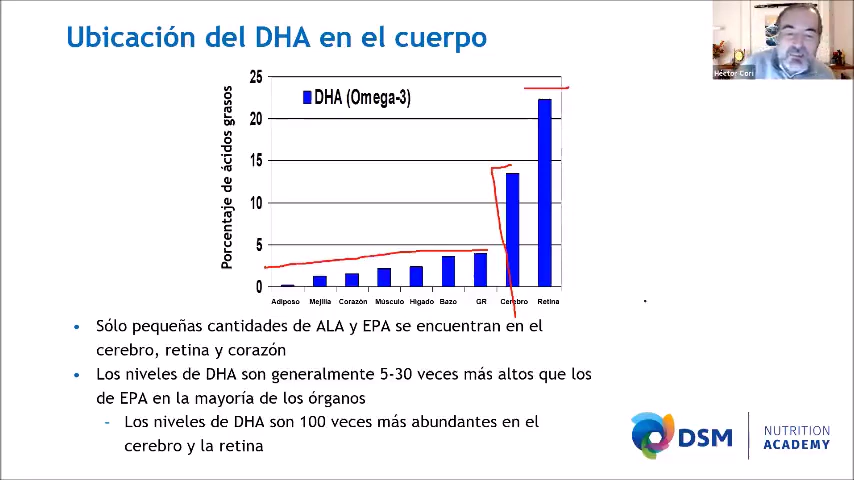 Ubicación del DHA en el cuerpo
Héctor Cori
25
20
15
10
5
0
Porcentaje de ácidos grasos
DHA (Omega-3)
Adiposo Mejilla Corazón Músculo Higado Bazo GR Cerebro Retina
• Sólo pequeñas cantidades de ALA y EPA se encuentran en el
cerebro, retina y corazón
• Los niveles de DHA son generalmente 5-30 veces más altos que los
de EPA en la mayoría de los órganos
- Los niveles de DHA son 100 veces más abundantes en el
cerebro y la retina
DSM
NUTRITION
ACADEMY